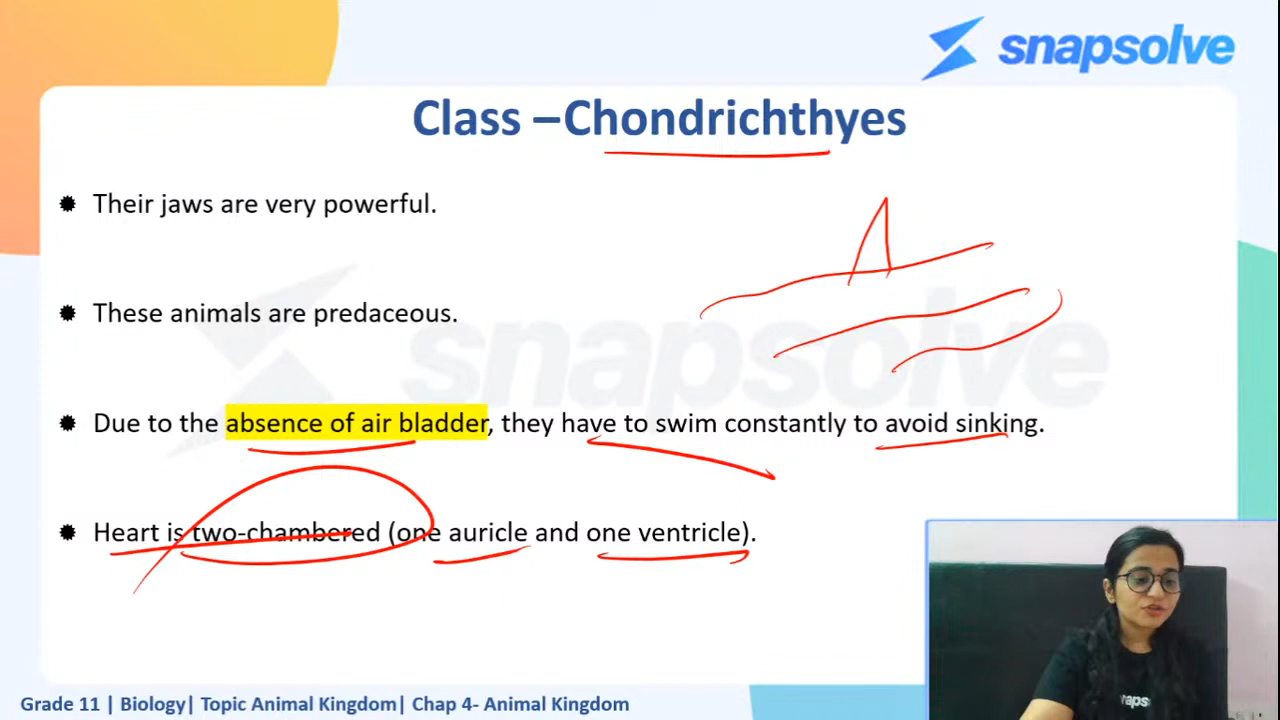 snapsolve
Class –Chondrichthyes
Their jaws are very powerful.
These animals are predaceous.
Due to the absence of air bladder, they have to swim constantly to avoid sinking.
Heart is two-chambered (one auricle and one ventricle).
snapsolve
Grade 11 | Biology| Topic Animal Kingdom| Chap 4- Animal Kingdom